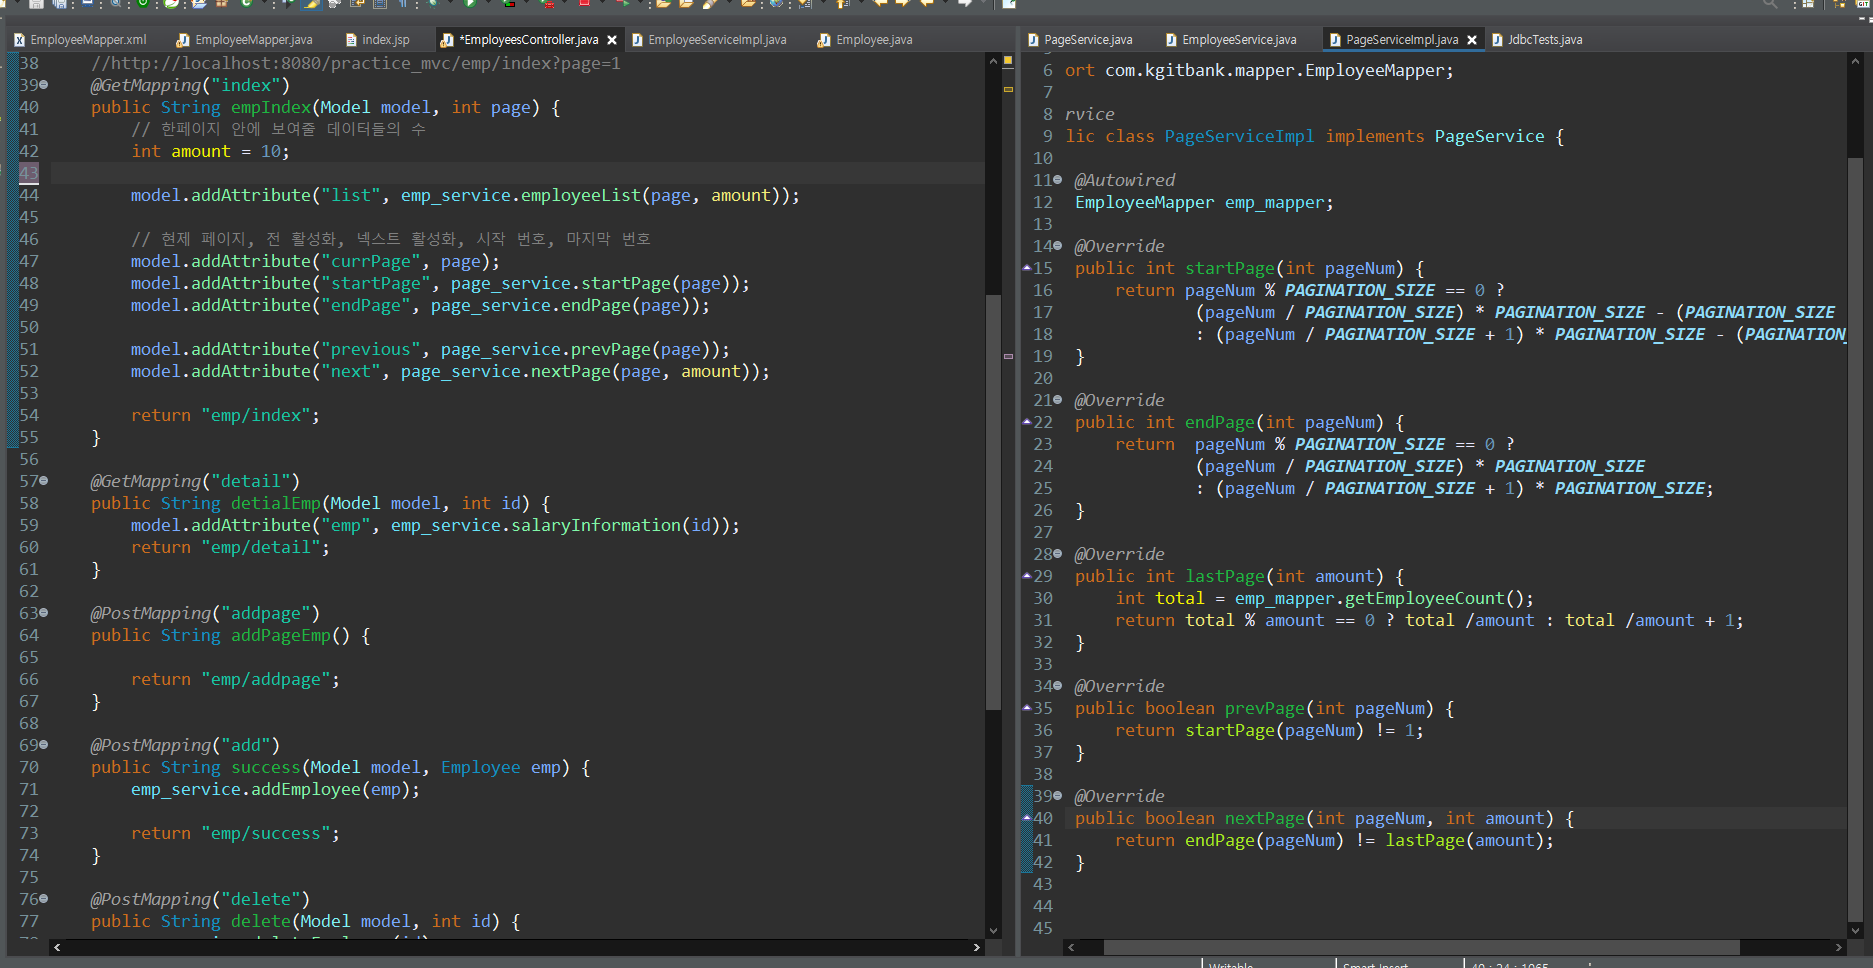 EmployeeMapper.xml EmployeeMapper.java index.jsp *EmployeesController.java EmployeeServiceImpl.java Employee.java
38 //http://localhost:8080/practice_mvc/emp/index?page=1
39 @GetMapping("index")
40 public String empIndex(Model model, int page) {
41 // 한페이지 안에 보여줄 데이터들의 수
42 int amount = 10;
43
44 model.addAttribute("list", emp_service.employeeList(page, amount));
45
46 // 현제 페이지, 전 활성화, 넥스트 활성화, 시작 번호, 마지막 번호
47 model.addAttribute("currPage", page);
48 model.addAttribute("startPage", page_service.startPage(page));
49 model.addAttribute("endPage", page_service.endPage(page));
50
51 model.addAttribute("previous", page_service.prevPage(page));
52 model.addAttribute("next", page_service.nextPage(page, amount));
53
54 return "emp/index";
55 }
56
57 @GetMapping("detail")
58 public String detialEmp(Model model, int id) {
59 model.addAttribute("emp", emp_service.salaryInformation(id));
60 return "emp/detail";
61 }
62
63 @PostMapping("addpage")
64 public String addPageEmp() {
65
66 return "emp/addpage";
67 }
68
69 @PostMapping("add")
70 public String success(Model model, Employee emp) {
71 emp_service.addEmployee(emp);
72
73 return "emp/success";
74 }
75
76 @PostMapping("delete")
77 public String delete(Model model, int id) {
PageService.java EmployeeService.java PageServiceImpl.java JdbcTests.java
6 ort com.kgitbank.mapper.EmployeeMapper;
7
8 rvice
9 lic class PageServiceImpl implements PageService {
10
11 @Autowired
12 EmployeeMapper emp_mapper;
13
14 @Override
15 public int startPage(int pageNum) {
16 return pageNum % PAGINATION_SIZE == 0 ?
17 (pageNum / PAGINATION_SIZE) * PAGINATION_SIZE - (PAGINATION_SIZE
18 : (pageNum / PAGINATION_SIZE + 1) * PAGINATION_SIZE - (PAGINATION_
19 }
20
21 @Override
22 public int endPage(int pageNum) {
23 return pageNum % PAGINATION_SIZE == 0 ?
24 (pageNum / PAGINATION_SIZE) * PAGINATION_SIZE
25 : (pageNum / PAGINATION_SIZE + 1) * PAGINATION_SIZE;
26 }
27
28 @Override
29 public int lastPage(int amount) {
30 int total = emp_mapper.getEmployeeCount();
31 return total % amount == 0 ? total /amount : total /amount + 1;
32 }
33
34 @Override
35 public boolean prevPage(int pageNum) {
36 return startPage(pageNum) != 1;
37 }
38
39 @Override
40 public boolean nextPage(int pageNum, int amount) {
41 return endPage(pageNum) != lastPage(amount);
42 }
43
44
45
Writable Smart Insert 40 : 24 : 1065